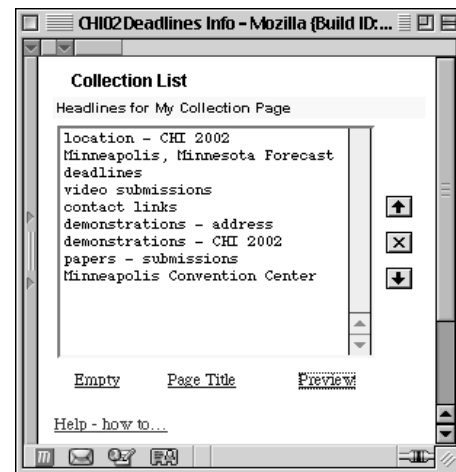 CHI02Deadlines Info - Mozilla {Build ID:...
Collection List
Headlines for My Collection Page
location - CHI 2002
Minneapolis, Minnesota Forecast
deadlines
video submissions
contact links
demonstrations - address
demonstrations - CHI 2002
papers - submissions
Minneapolis Convention Center
Empty Page Title Preview
Help - how to...